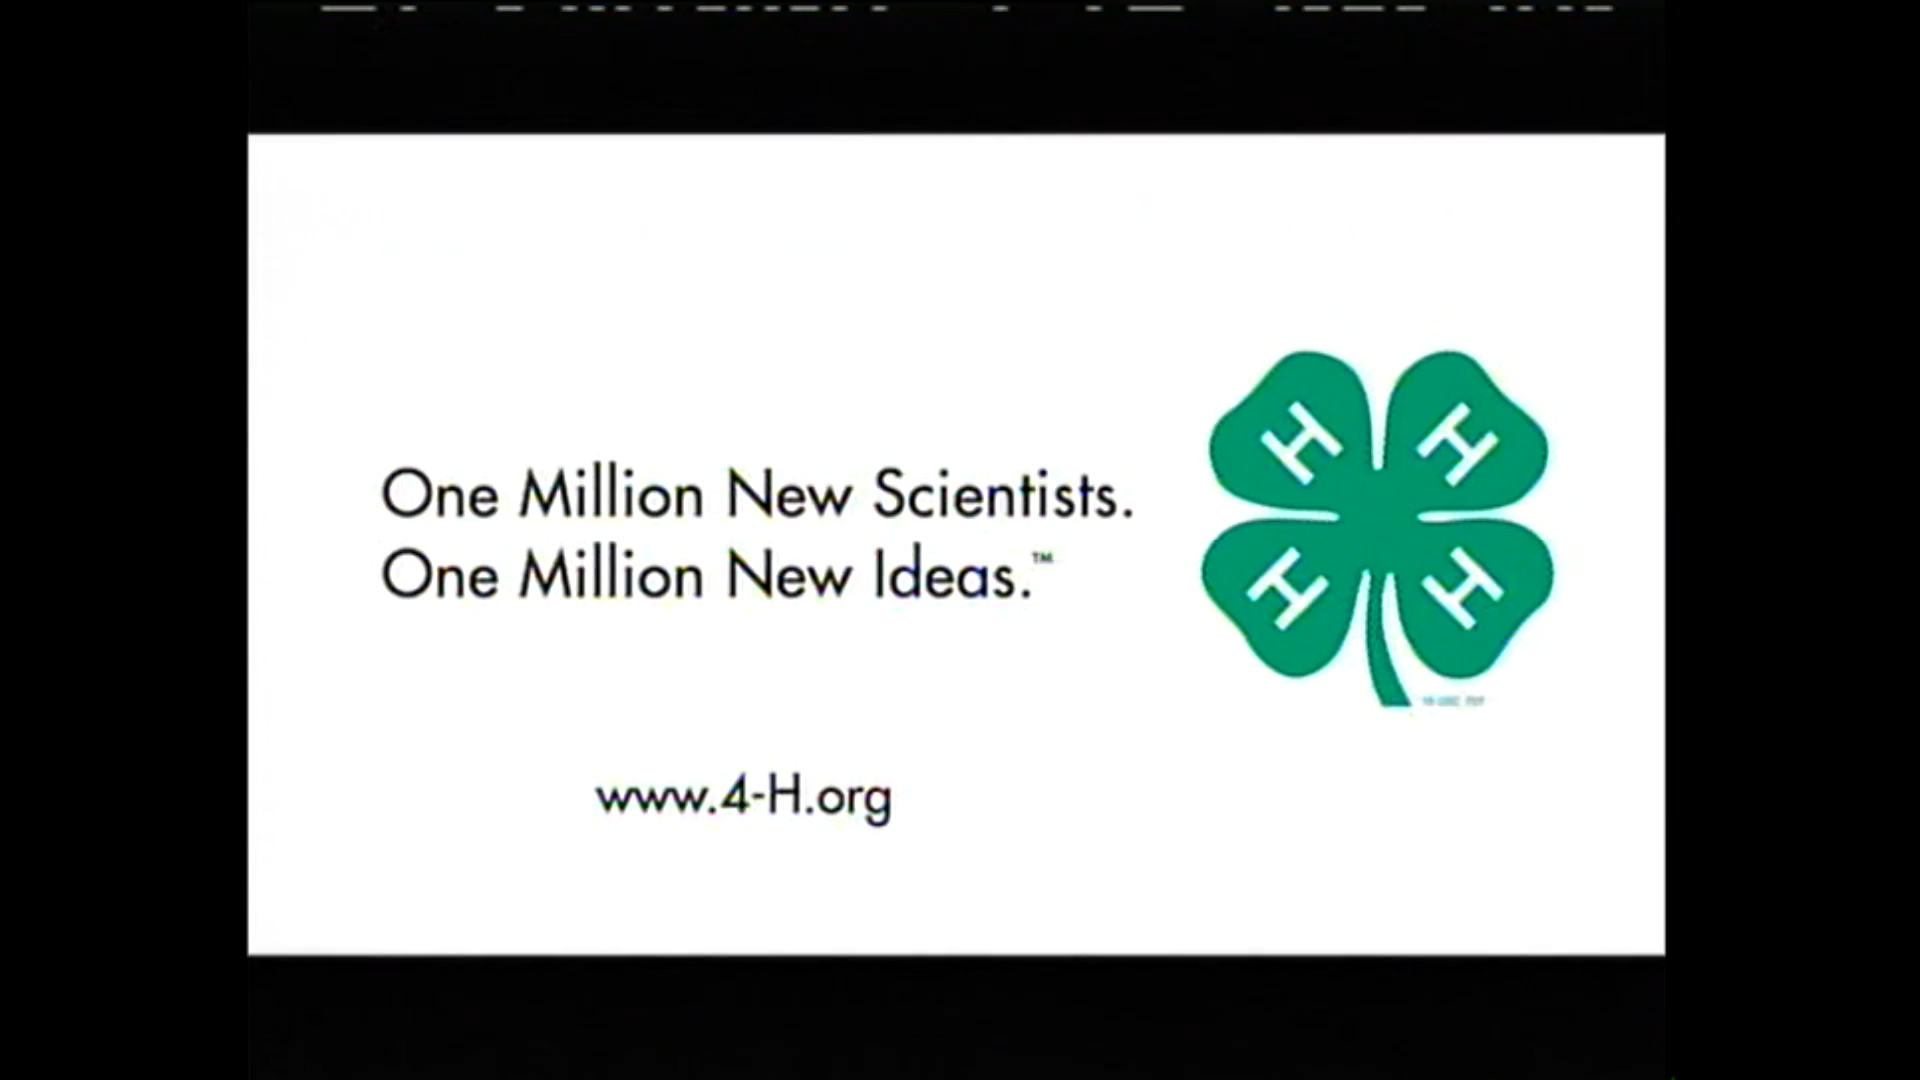 One Million New Scientists.
One Million New Ideas.™
www.4-H.org
H H
H H